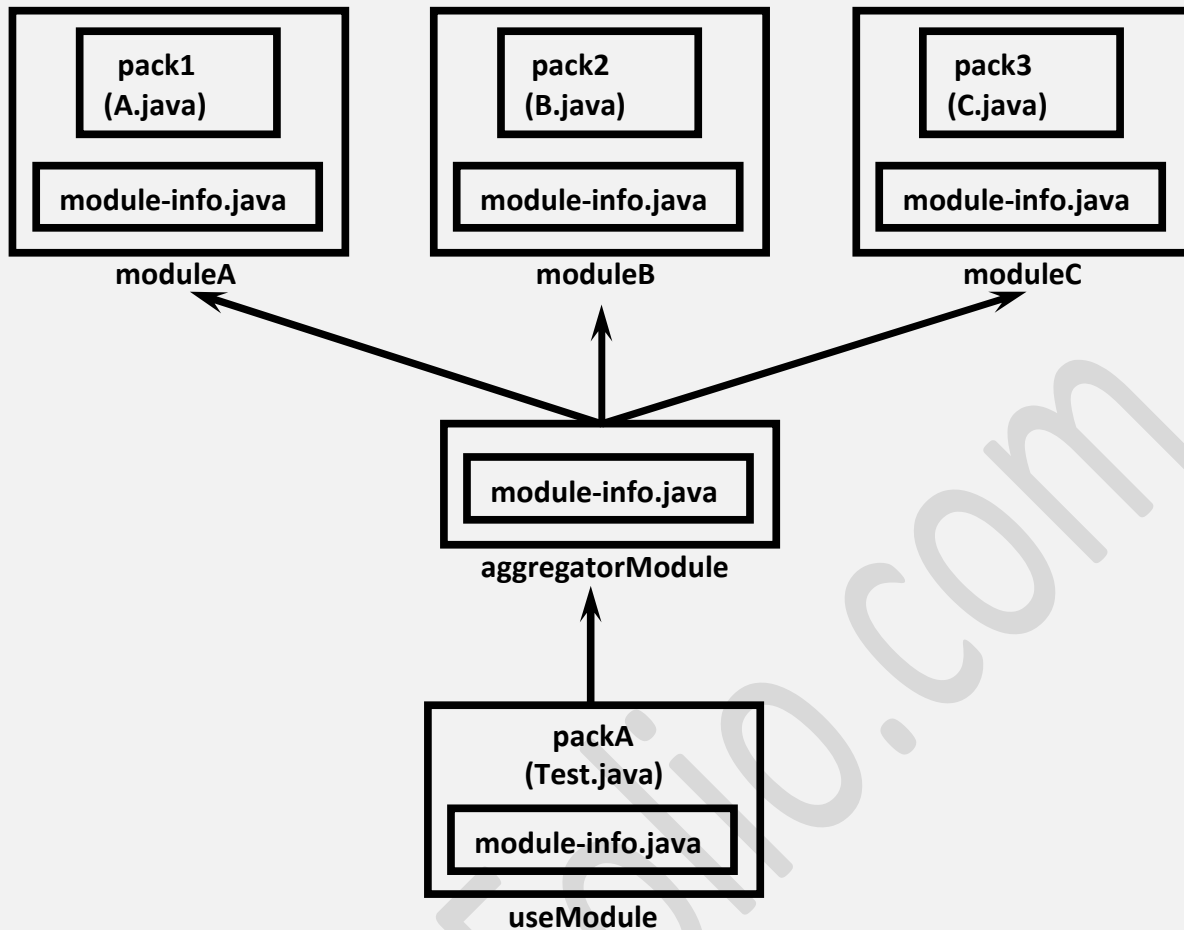 pack1
(A.java)
module-info.java
moduleA
pack2
(B.java)
module-info.java
moduleB
pack3
(C.java)
module-info.java
moduleC
module-info.java
aggregatorModule
packA
(Test.java)
module-info.java
useModule